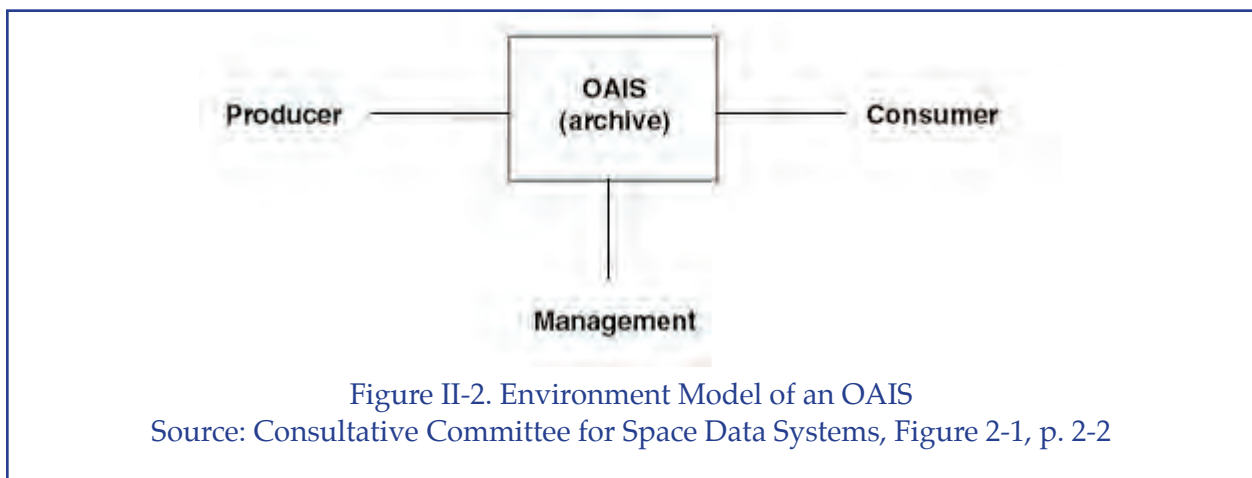 OAIS
(archive)
Producer
Consumer
Management
Figure II-2. Environment Model of an OAIS
Source: Consultative Committee for Space Data Systems, Figure 2-1, p. 2-2